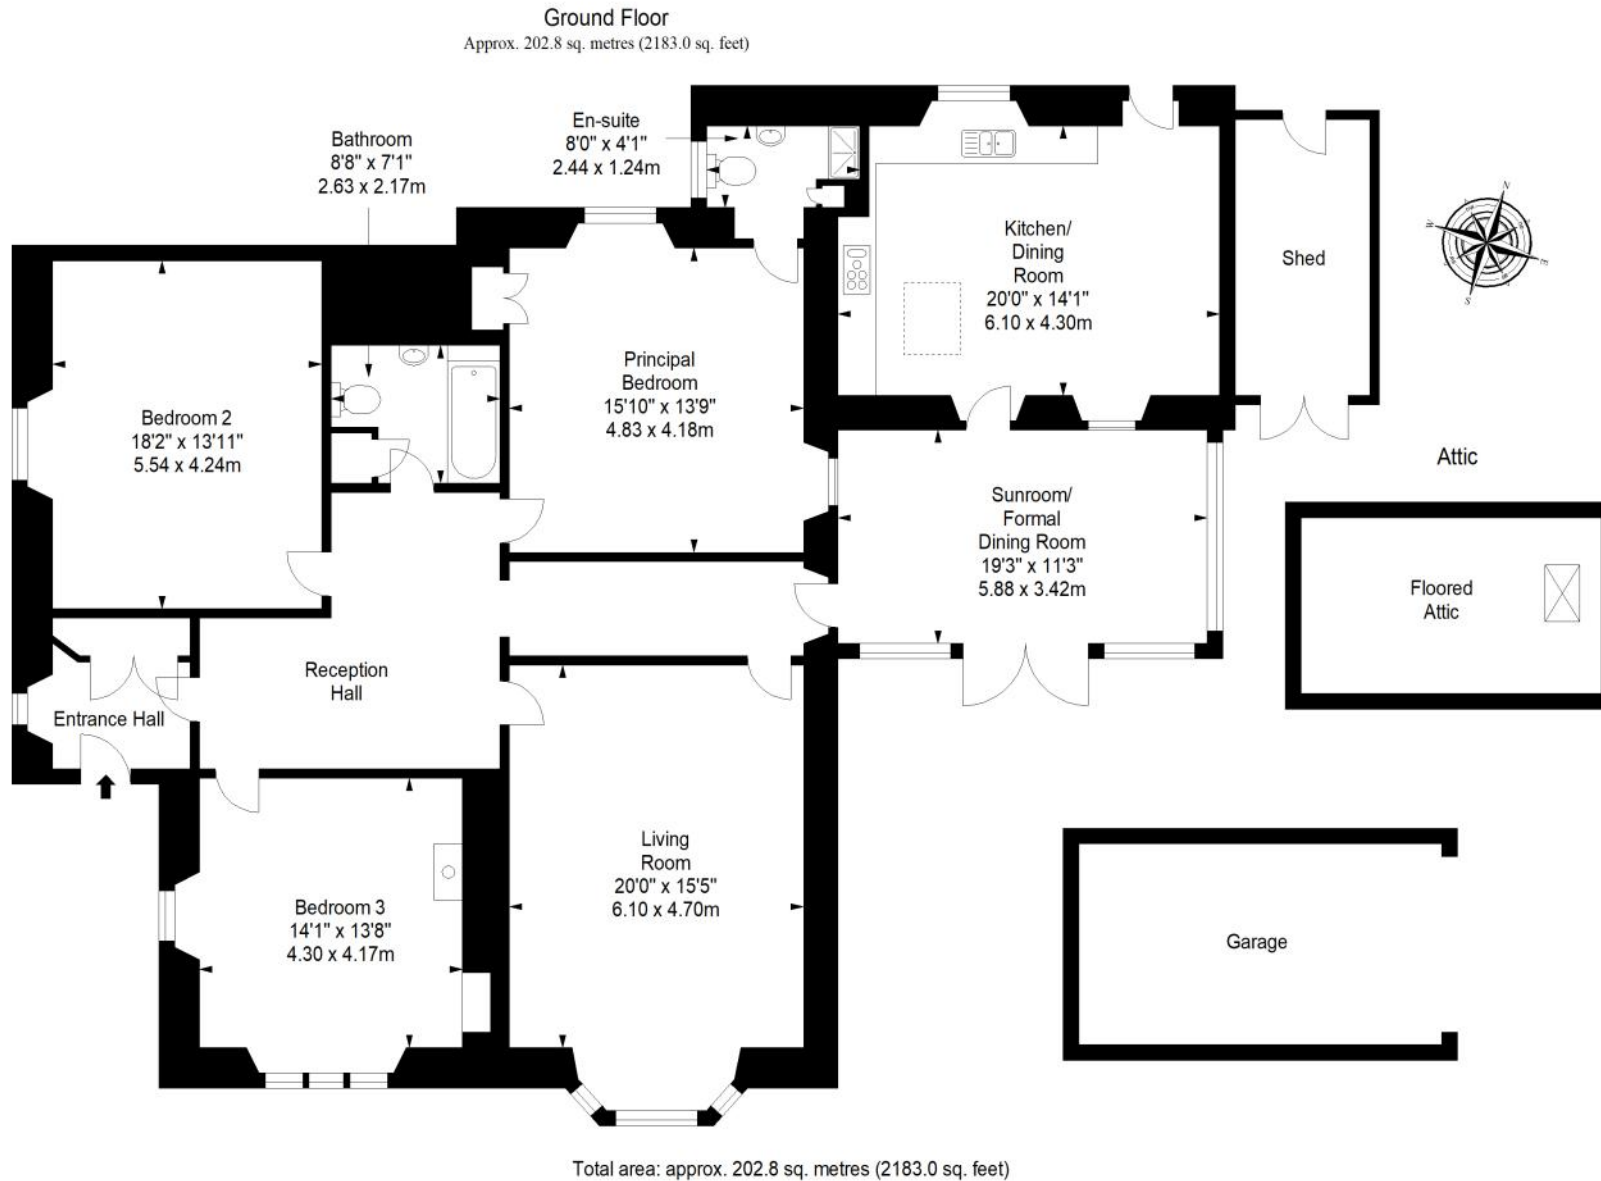 Ground Floor
Approx. 202.8 sq. metres (2183.0 sq. feet)
Bathroom
8'8" x 7'1"
2.63 x 2.17m
En-suite
8'0" x 4'1"
2.44 x 1.24m
Kitchen/
Dining
Room
20'0" x 14'1"
6.10 x 4.30m
Shed
N
W
E
S
Principal
Bedroom
15'10" x 13'9"
4.83 x 4.18m
Bedroom 2
18'2" x 13'11"
5.54 x 4.24m
Sunroom/
Formal
Dining Room
19'3" x 11'3"
5.88 x 3.42m
Attic
Floored
Attic
Reception
Hall
Entrance Hall
Living
Room
20'0" x 15'5"
6.10 x 4.70m
Bedroom 3
14'1" x 13'8"
4.30 x 4.17m
Garage
Total area: approx. 202.8 sq. metres (2183.0 sq. feet)